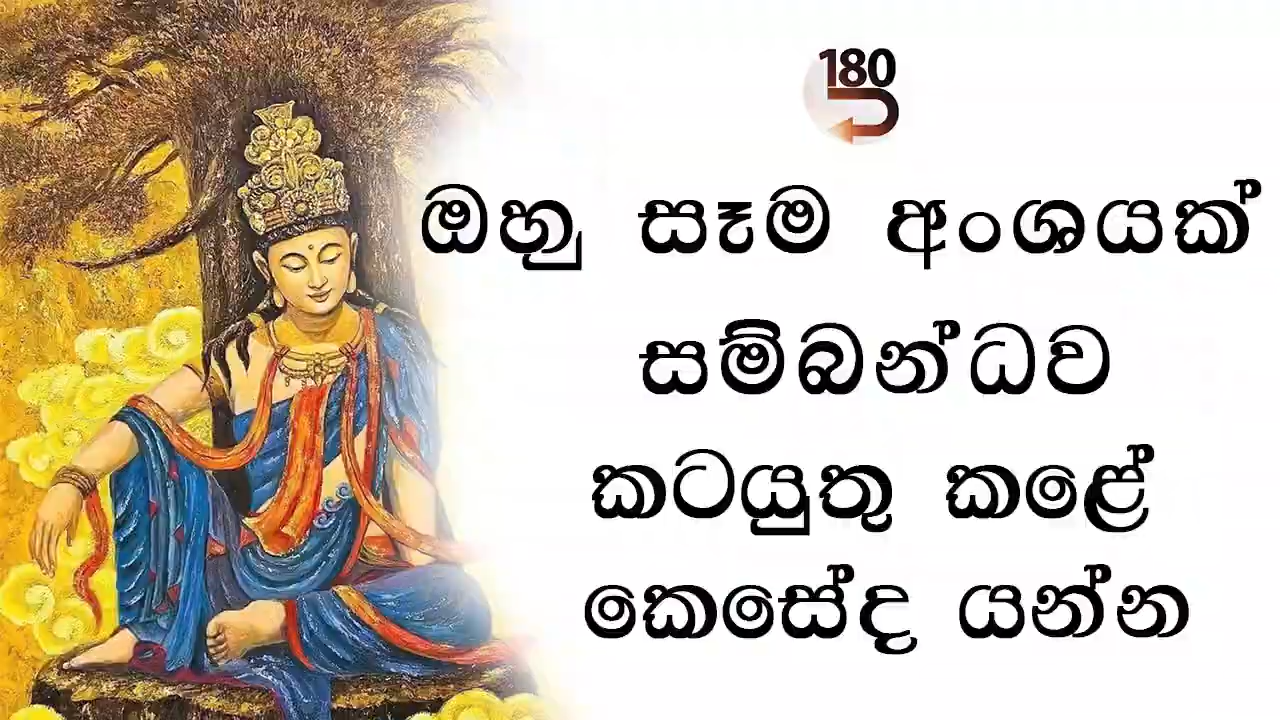 180
ඔහු සෑම අංශයක්
සම්බන්ධව
කටයුතු කළේ
කෙසේද යන්න